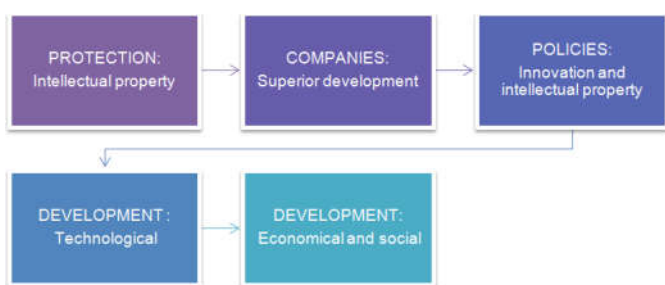 PROTECTION:
Intellectual property
COMPANIES:
Superior development
POLICIES:
Innovation and
intellectual property
DEVELOPMENT :
Technological
DEVELOPMENT:
Economical and social